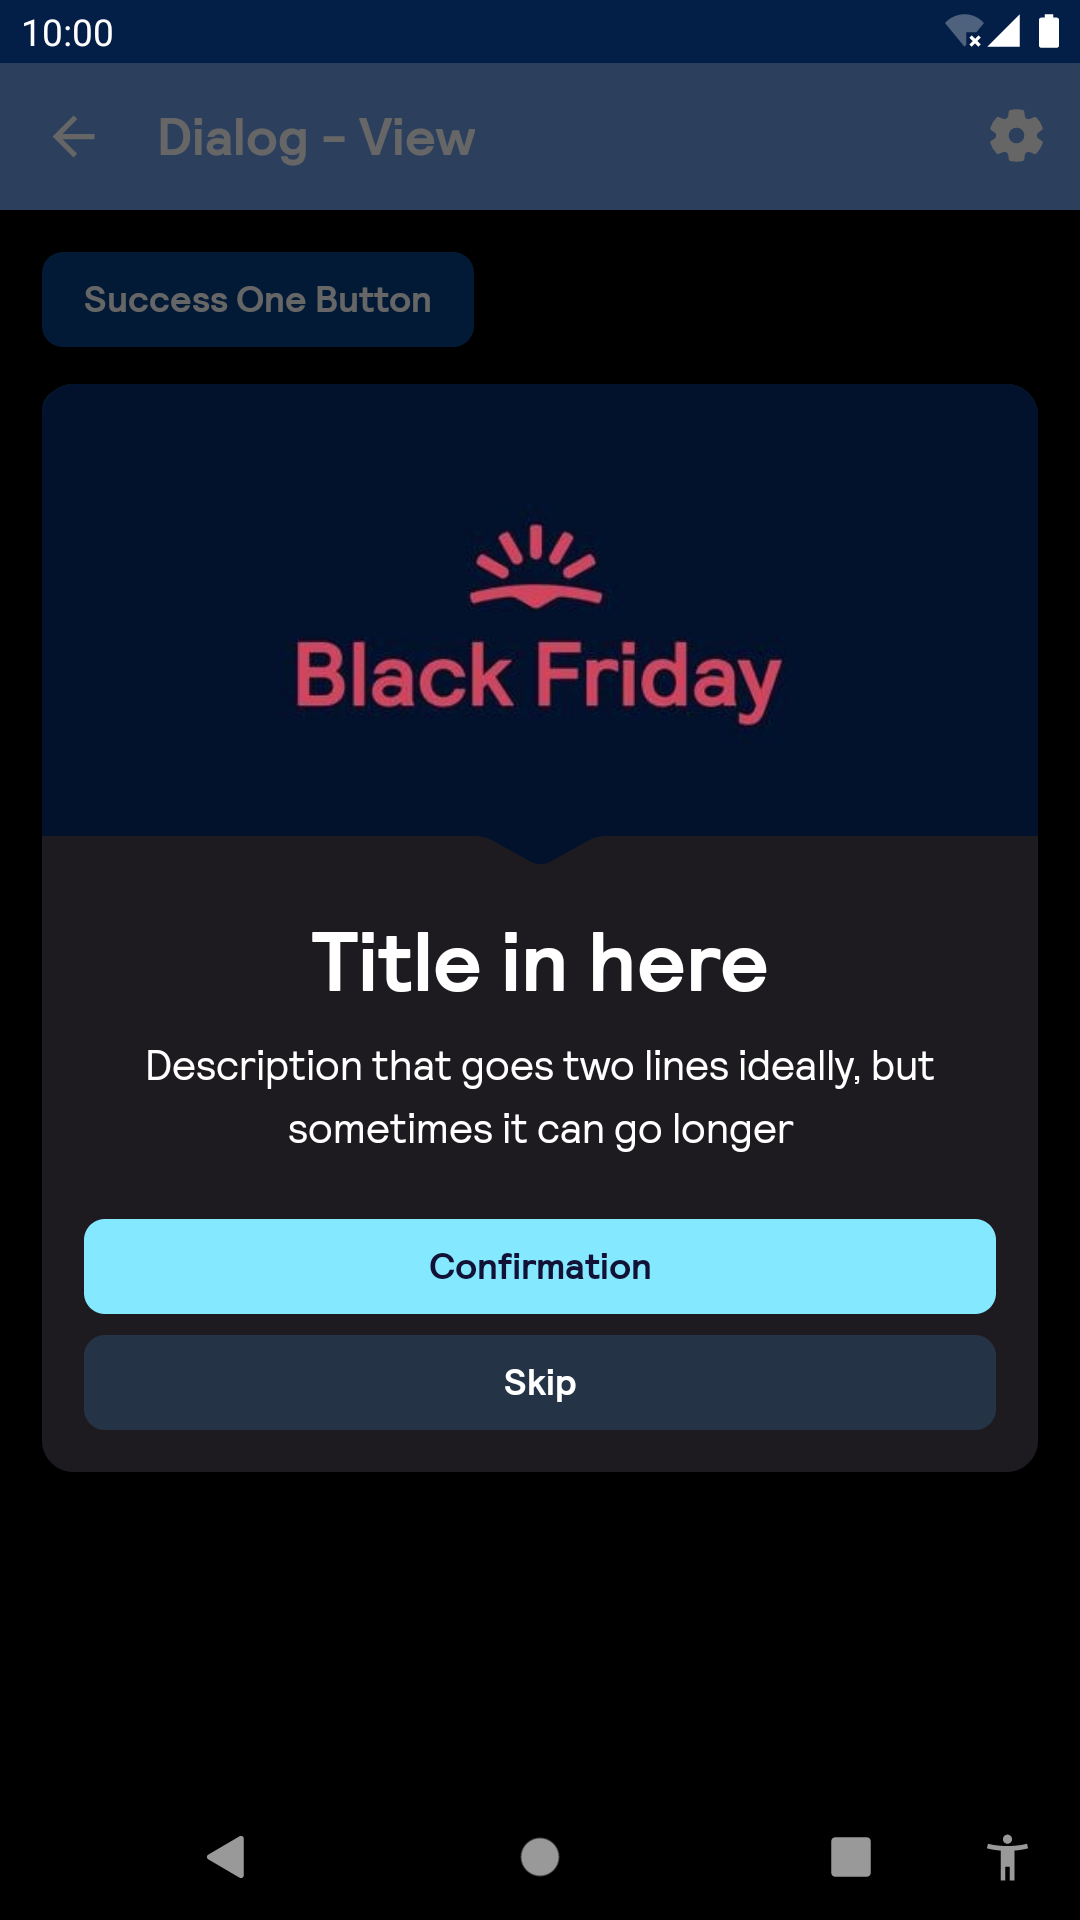 10:00
Dialog - View
Success One Button
Black Friday
Title in here
Description that goes two lines ideally, but
sometimes it can go longer
Confirmation
Skip